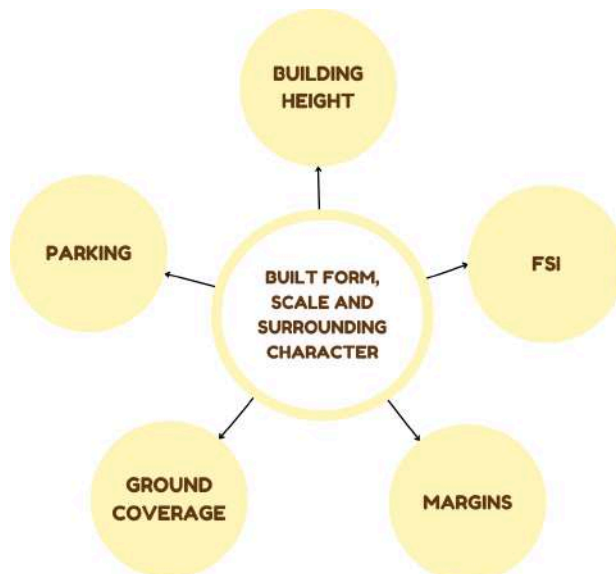 BUILDING
HEIGHT
PARKING
FSI
BUILT FORM,
SCALE AND
SURROUNDING
CHARACTER
GROUND
COVERAGE
MARGINS